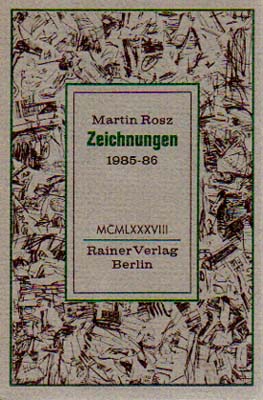 Martin Rosz
Zeichnungen
1985-86
MCMLXXXVIII
Rainer Verlag
Berlin